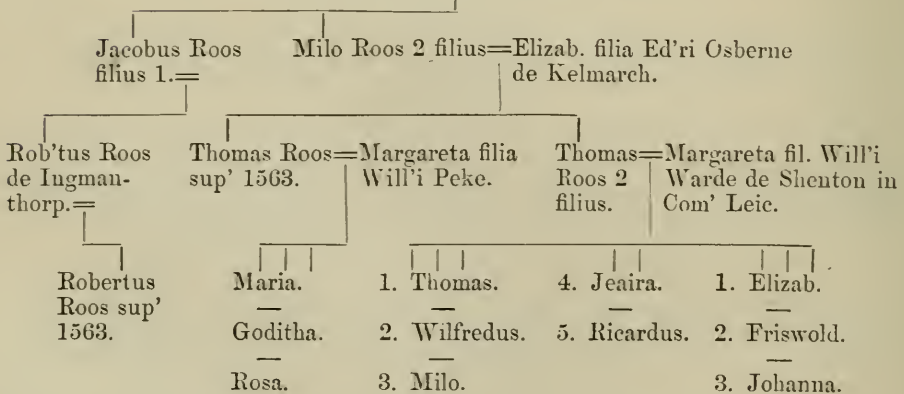 Jacobus Roos
filius 1.=
Milo Roos 2 filius=Elizab. filia Ed'ri Osberne
de Kelmarch.
Rob'tus Roos
de Ingman-
thorp.=
Thomas Roos=Margareta filia
sup' 1563. Will'i Peke.
Thomas=Margareta fil. Will'i
Roos 2 Warde de Shenton in
filius. Com' Leic.
Robertus
Roos sup'
1563.
Maria.
Goditha.
Rosa.
1. Thomas.
2. Wilfredus.
3. Milo.
4. Jeaira.
5. Ricardus.
1. Elizab.
2. Friswold.
3. Johanna.